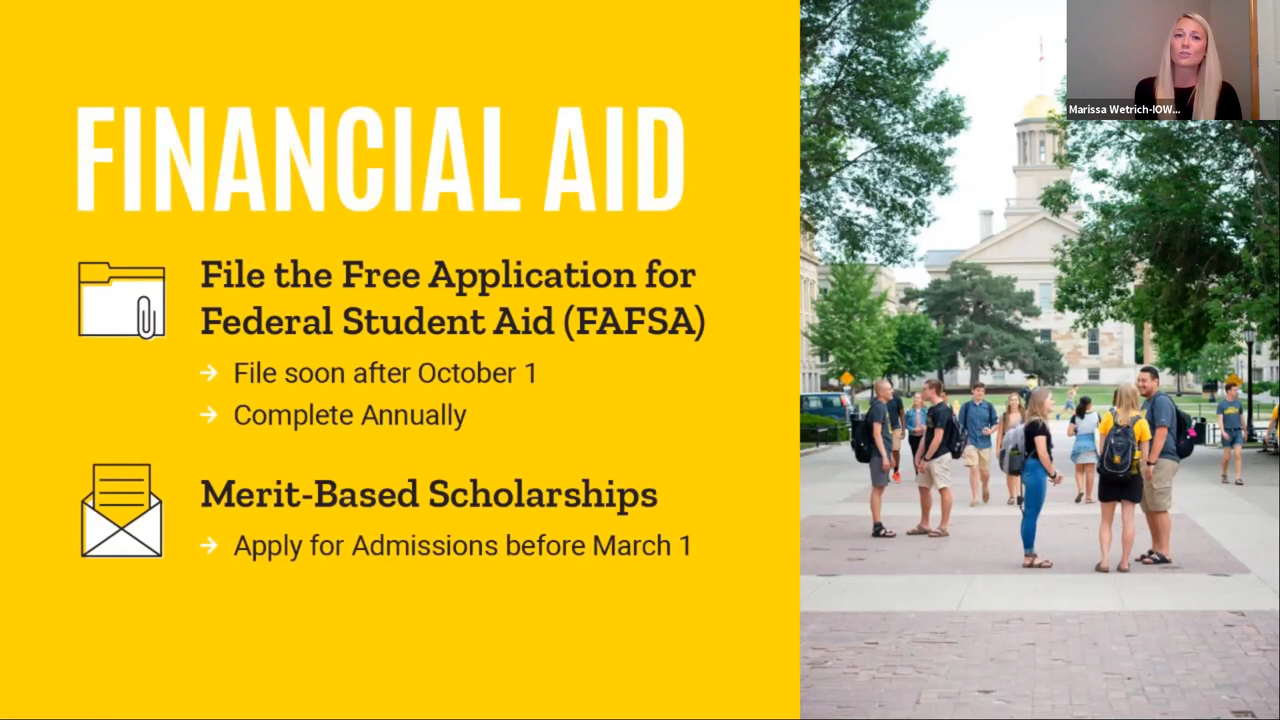 FINANCIAL AID
File the Free Application for
Federal Student Aid (FAFSA)
File soon after October 1
Complete Annually
Merit-Based Scholarships
Apply for Admissions before March 1
Marissa Wetrich-IOW...